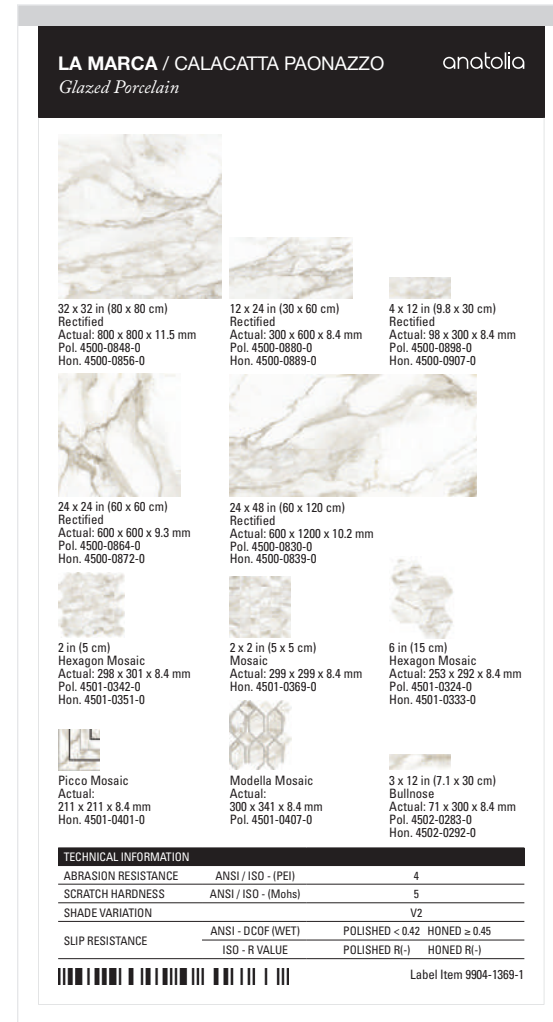 LA MARCA / CALACATTA PAONAZZO
anatolia
Glazed Porcelain
32 x 32 in (80 x 80 cm)
Rectified
Actual: 800 x 800 x 11.5 mm
Pol. 4500-0848-0
Hon. 4500-0856-0
12 x 24 in (30 x 60 cm)
Rectified
Actual: 300 x 600 x 8.4 mm
Pol. 4500-0880-0
Hon. 4500-0889-0
4 x 12 in (9.8 x 30 cm)
Rectified
Actual: 98 x 300 x 8.4 mm
Pol. 4500-0898-0
Hon. 4500-0907-0
24 x 24 in (60 x 60 cm)
Rectified
Actual: 600 x 600 x 9.3 mm
Pol. 4500-0864-0
Hon. 4500-0872-0
24 x 48 in (60 x 120 cm)
Rectified
Actual: 600 x 1200 x 10.2 mm
Pol. 4500-0830-0
Hon. 4500-0839-0
2 in (5 cm)
Hexagon Mosaic
Actual: 298 x 301 x 8.4 mm
Pol. 4501-0342-0
Hon. 4501-0351-0
2 x 2 in (5 x 5 cm)
Mosaic
Actual: 299 x 299 x 8.4 mm
Hon. 4501-0369-0
6 in (15 cm)
Hexagon Mosaic
Actual: 253 x 292 x 8.4 mm
Pol. 4501-0324-0
Hon. 4501-0333-0
Picco Mosaic
Actual:
211 x 211 x 8.4 mm
Hon. 4501-0401-0
Modella Mosaic
Actual:
300 x 341 x 8.4 mm
Pol. 4501-0407-0
3 x 12 in (7.1 x 30 cm)
Bullnose
Actual: 71 x 300 x 8.4 mm
Pol. 4502-0283-0
Hon. 4502-0292-0
TECHNICAL INFORMATION
ABRASION RESISTANCE ANSI / ISO - (PEI) 4
SCRATCH HARDNESS ANSI / ISO - (Mohs) 5
SHADE VARIATION V2
SLIP RESISTANCE ANSI - DCOF (WET) POLISHED < 0.42 HONED ≥ 0.45
ISO - R VALUE POLISHED R(-) HONED R(-)
Label Item 9904-1369-1